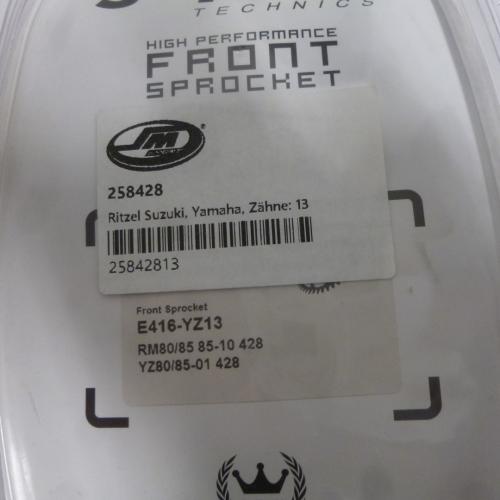 TECHNICS
HIGH PERFORMANCE
FRONT
SPROCKET
JM
®
258428
Ritzel Suzuki, Yamaha, Zähne: 13
25842813
Front Sprocket
E416-YZ13
RM80/85 85-10 428
YZ80/85-01 428